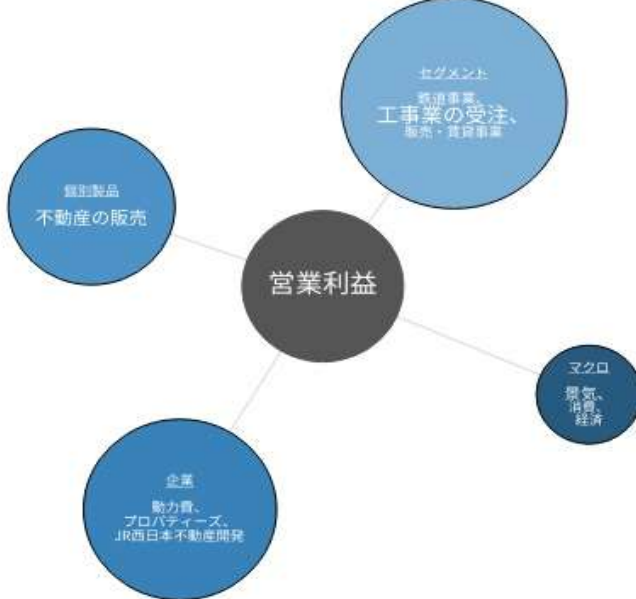 セグメント
鉄道事業、
工事業の受注、
販売・賃貸事業
個別製品
不動産の販売
営業利益
マクロ
景気、
消費、
経済
企業
動力費、
プロパティーズ、
JR西日本不動産開発